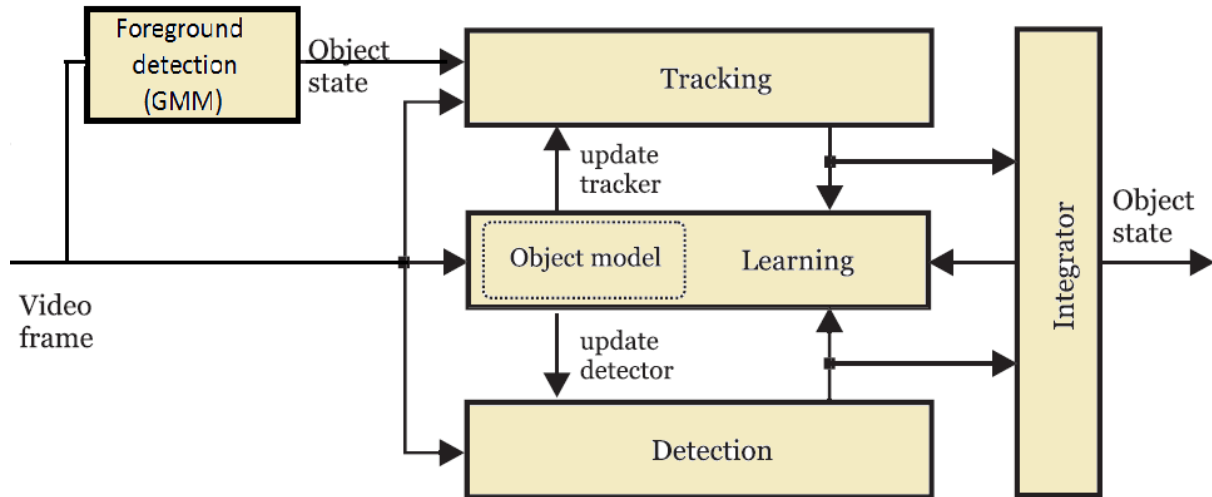 Foreground
detection
(GMM)
Object
state
Tracking
update
tracker
Object model
Learning
Integrator
Object
state
Video
frame
update
detector
Detection